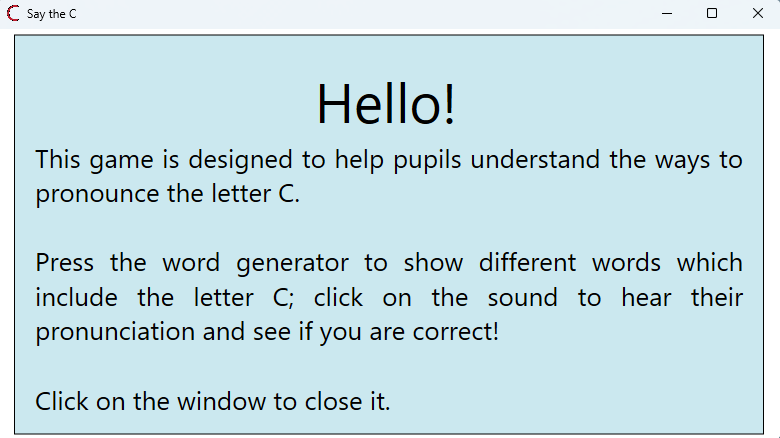 Say the C
Hello!
This game is designed to help pupils understand the ways to
pronounce the letter C.
Press the word generator to show different words which
include the letter C; click on the sound to hear their
pronunciation and see if you are correct!
Click on the window to close it.